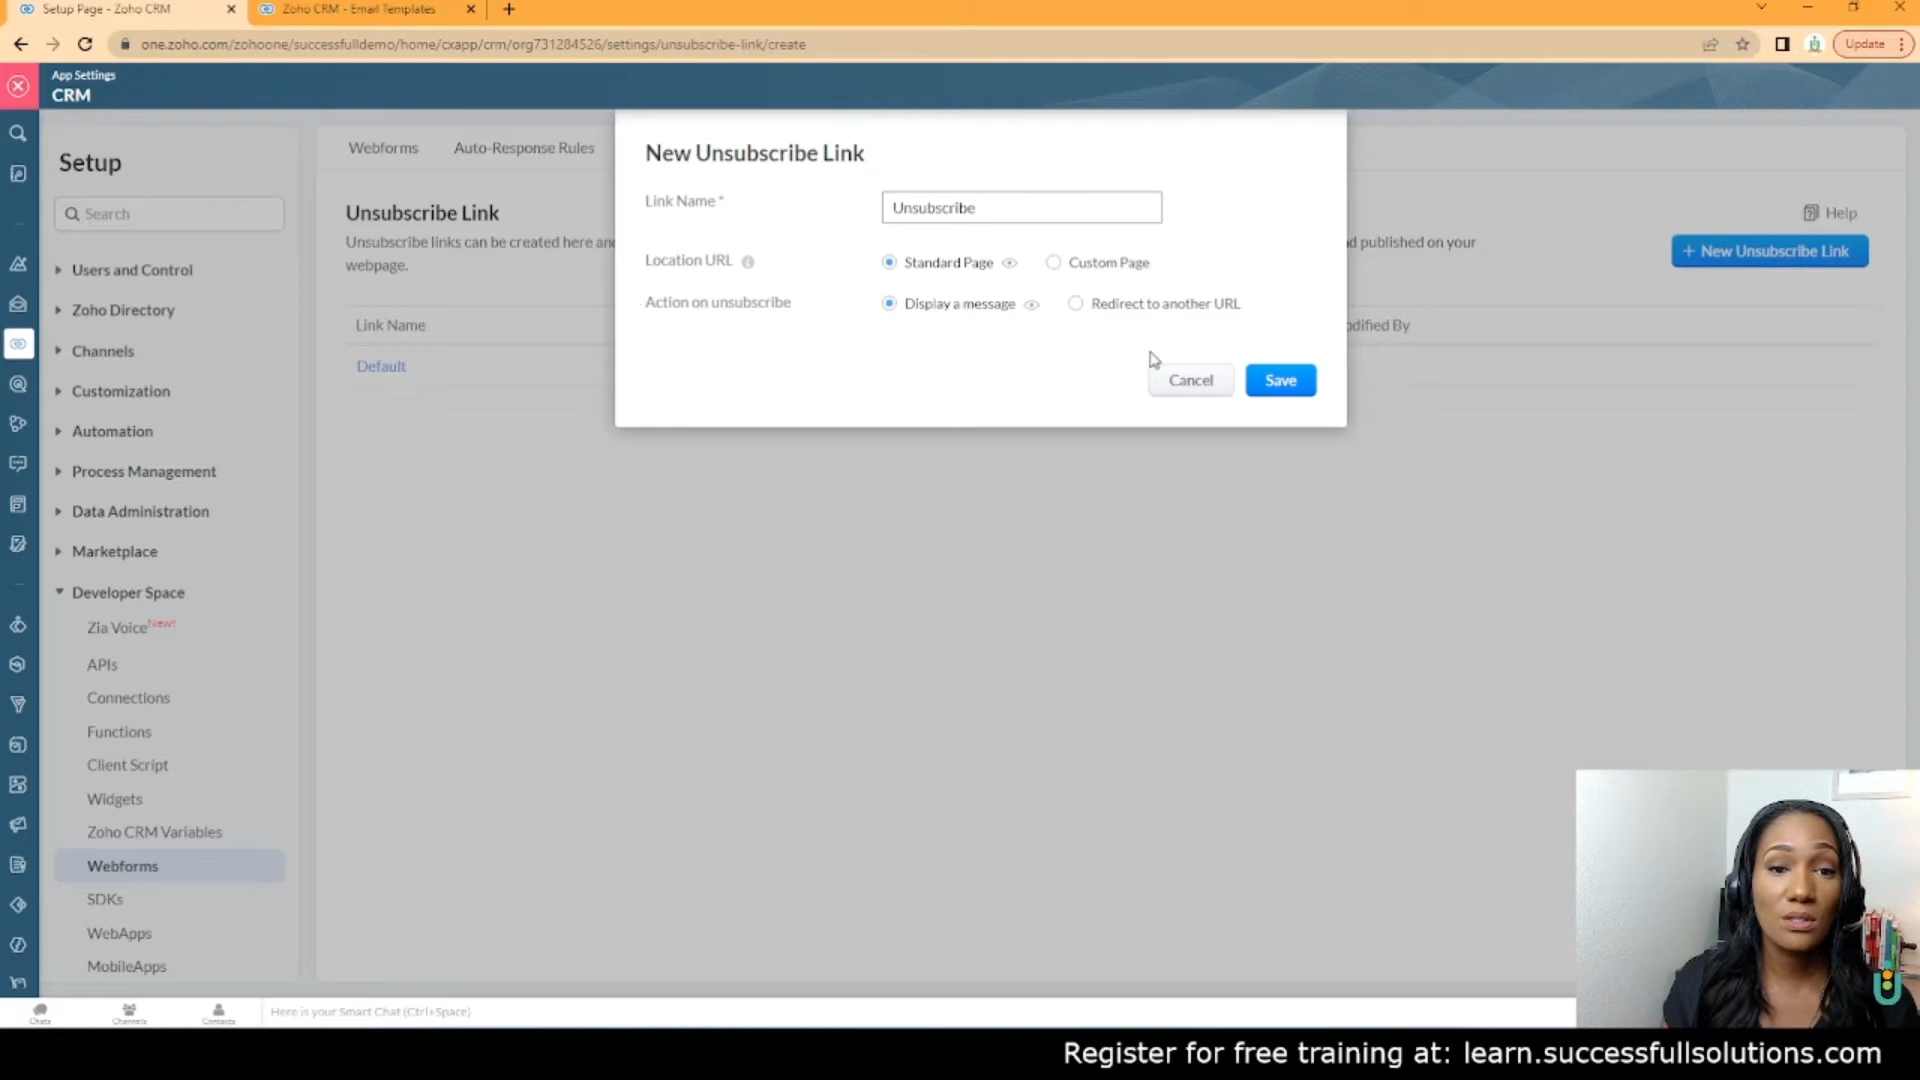 Setup Page - Zoho CRM
Zoho CRM - Email Templates
one.zoho.com/zohoone/successfulldemo/home/cxapp/crm/org731284526/settings/unsubscribe-link/create
Update
App Settings
CRM
Setup
Search
Users and Control
Zoho Directory
Channels
Customization
Automation
Process Management
Data Administration
Marketplace
Developer Space
Zia Voice New!
APIs
Connections
Functions
Client Script
Widgets
Zoho CRM Variables
Webforms
SDKs
WebApps
MobileApps
Webforms Auto-Response Rules
Unsubscribe Link
Help
Unsubscribe links can be created here an
d published on your
webpage.
+ New Unsubscribe Link
Link Name
odified By
Default
New Unsubscribe Link
Link Name *
Unsubscribe
Location URL
Standard Page
Custom Page
Action on unsubscribe
Display a message
Redirect to another URL
Cancel
Save
Chats
Channels
Contacts
Here is your Smart Chat (Ctrl+Space)
Register for free training at: learn.successfullsolutions.com